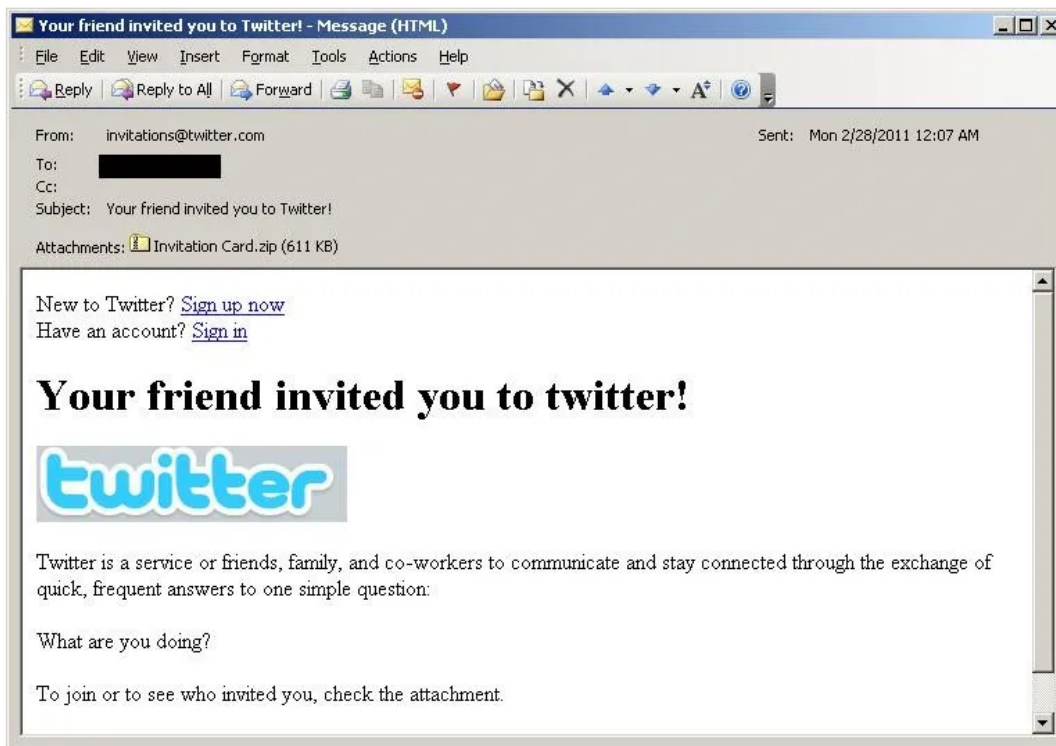 Your friend invited you to Twitter! - Message (HTML)
File Edit View Insert Format Tools Actions Help
Reply Reply to All Forward
From: invitations@twitter.com Sent: Mon 2/28/2011 12:07 AM
To:
Cc:
Subject: Your friend invited you to Twitter!
Attachments: Invitation Card.zip (611 KB)
New to Twitter? Sign up now
Have an account? Sign in
Your friend invited you to twitter!
twitter
Twitter is a service or friends, family, and co-workers to communicate and stay connected through the exchange of
quick, frequent answers to one simple question:
What are you doing?
To join or to see who invited you, check the attachment.